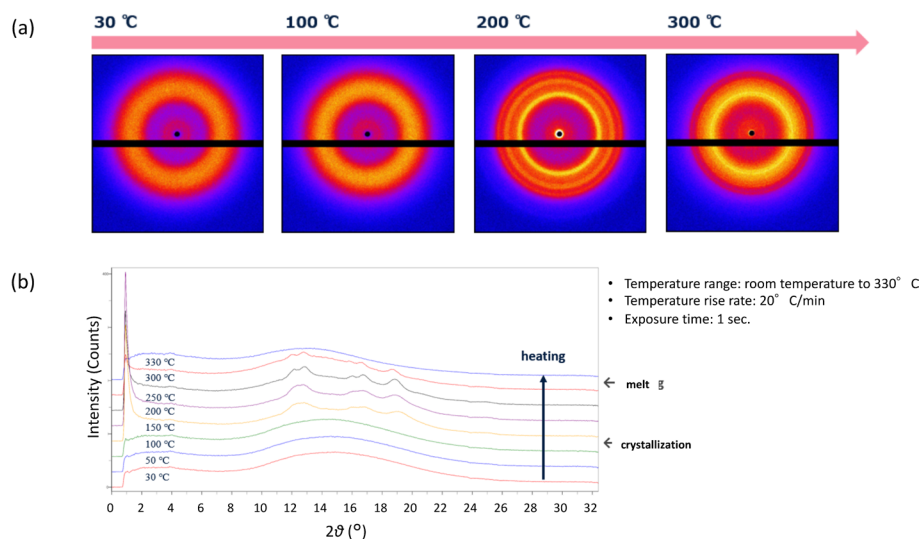 (a)
30 ℃ 100 ℃ 200 ℃ 300 ℃
(b)
• Temperature range: room temperature to 330° C
• Temperature rise rate: 20° C/min
• Exposure time: 1 sec.
Intensity (Counts)
330 ℃
300 ℃
250 ℃
200 ℃
150 ℃
100 ℃
50 ℃
30 ℃
heating
melt g
crystallization
0 2 4 6 8 10 12 14 16 18 20 22 24 26 28 30 32
2ϑ (°)